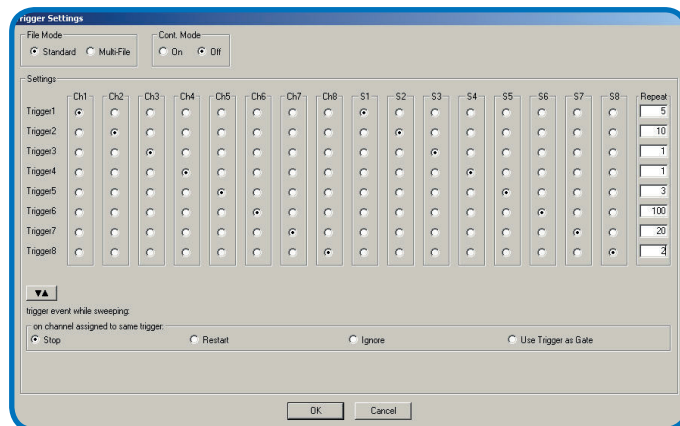 Trigger Settings
File Mode
Standard Multi-File
Cont. Mode
On Off
Settings
Ch1 Ch2 Ch3 Ch4 Ch5 Ch6 Ch7 Ch8 S1 S2 S3 S4 S5 S6 S7 S8 Repeat
Trigger1 5
Trigger2 10
Trigger3 1
Trigger4 1
Trigger5 3
Trigger6 100
Trigger7 20
Trigger8 2
▼▲
trigger event while sweeping:
on channel assigned to same trigger:
Stop Restart Ignore Use Trigger as Gate
OK Cancel